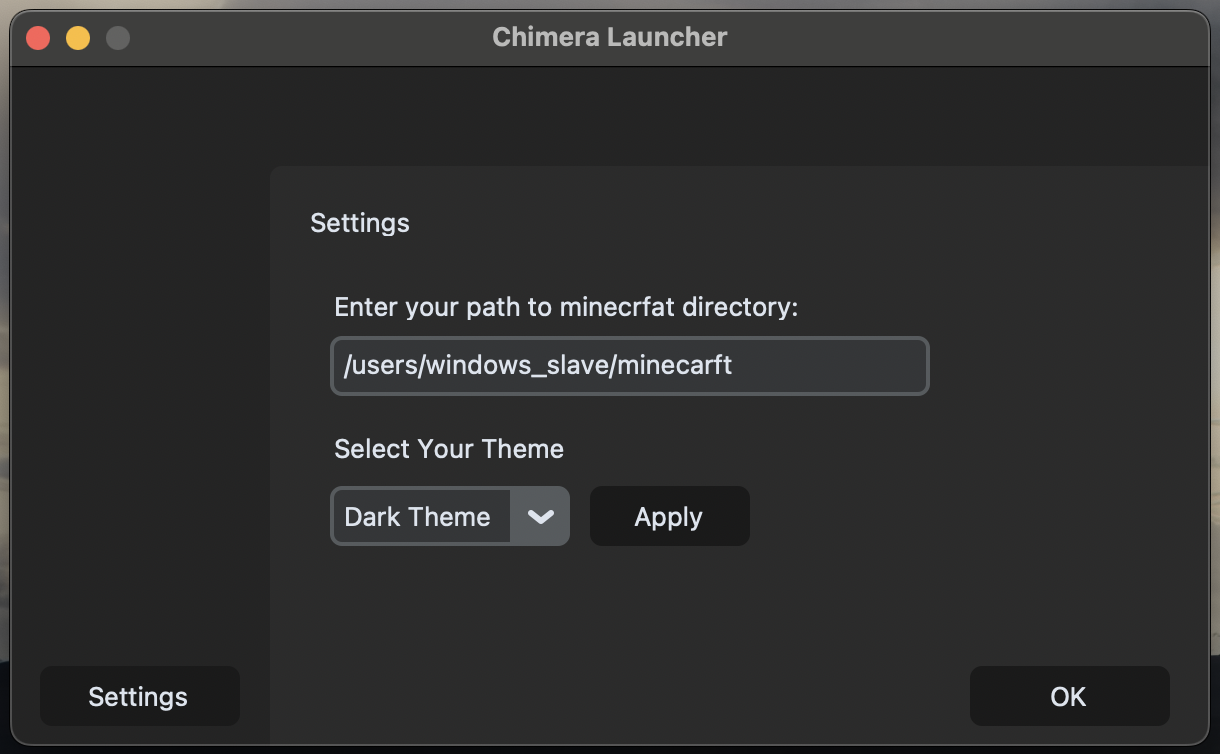 Chimera Launcher
Settings
Enter your path to minecrfat directory:
/users/windows_slave/minecarft
Select Your Theme
Dark Theme
Apply
Settings
OK